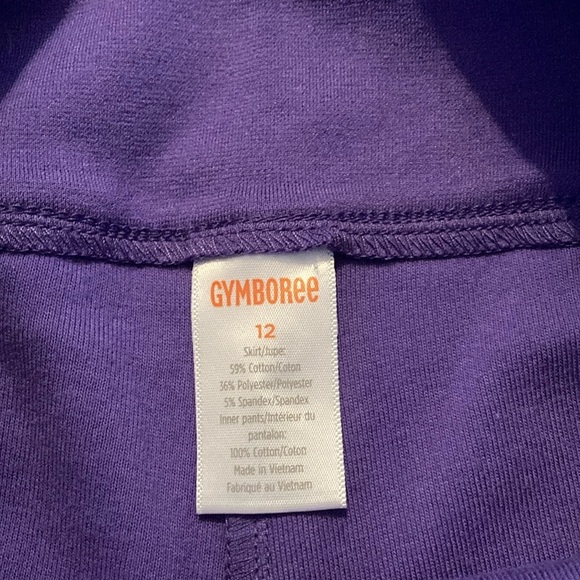 GYMBOREE
12
Skirt/Jupe:
59% Cotton/Coton
36% Polyester/Polyester
5% Spandex/Spandex
Inner pants/Intérieur du
pantalon:
100% Cotton/Coton
Made in Vietnam
Fabriqué au Vietnam